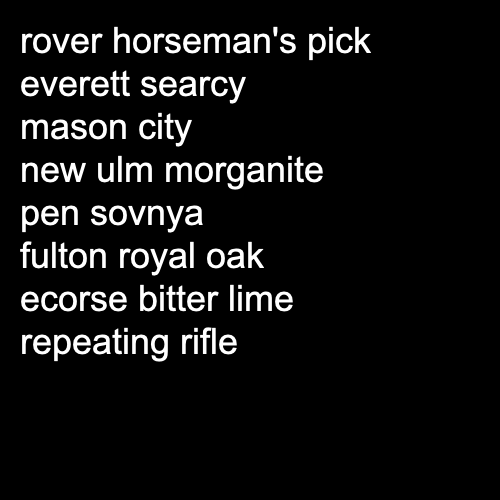 rover horseman's pick
everett searcy
mason city
new ulm morganite
pen sovnya
fulton royal oak
ecorse bitter lime
repeating rifle